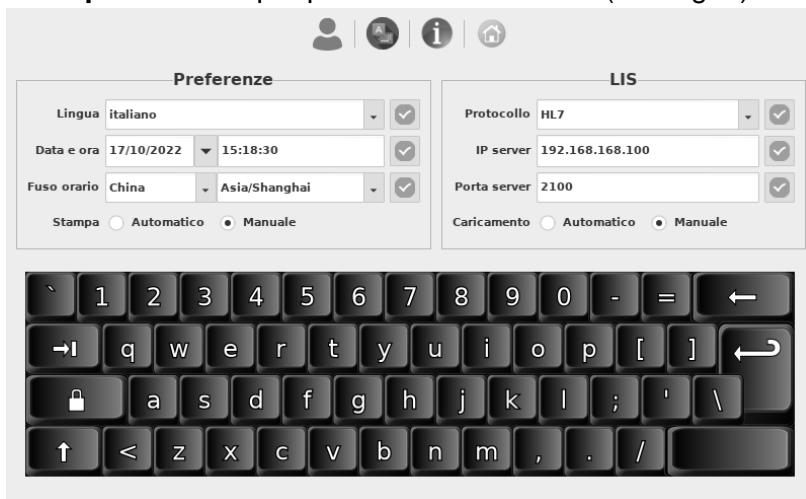 Preferenze
Lingua italiano
Data e ora 17/10/2022 15:18:30
Fuso orario China Asia/Shanghai
Stampa Automatico Manuale
LIS
Protocollo HL7
IP server 192.168.168.100
Porta server 2100
Caricamento Automatico Manuale
` 1 2 3 4 5 6 7 8 9 0 - =
q w e r t y u i o p [ ]
a s d f g h j k l ; ' \
< z x c v b n m , . /